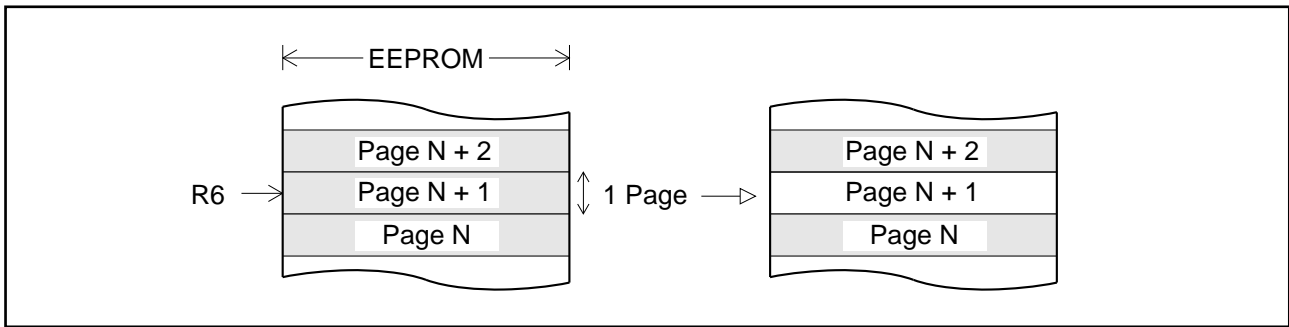 EEPROM
Page N + 2
R6
Page N + 1
1 Page
Page N
Page N + 2
Page N + 1
Page N